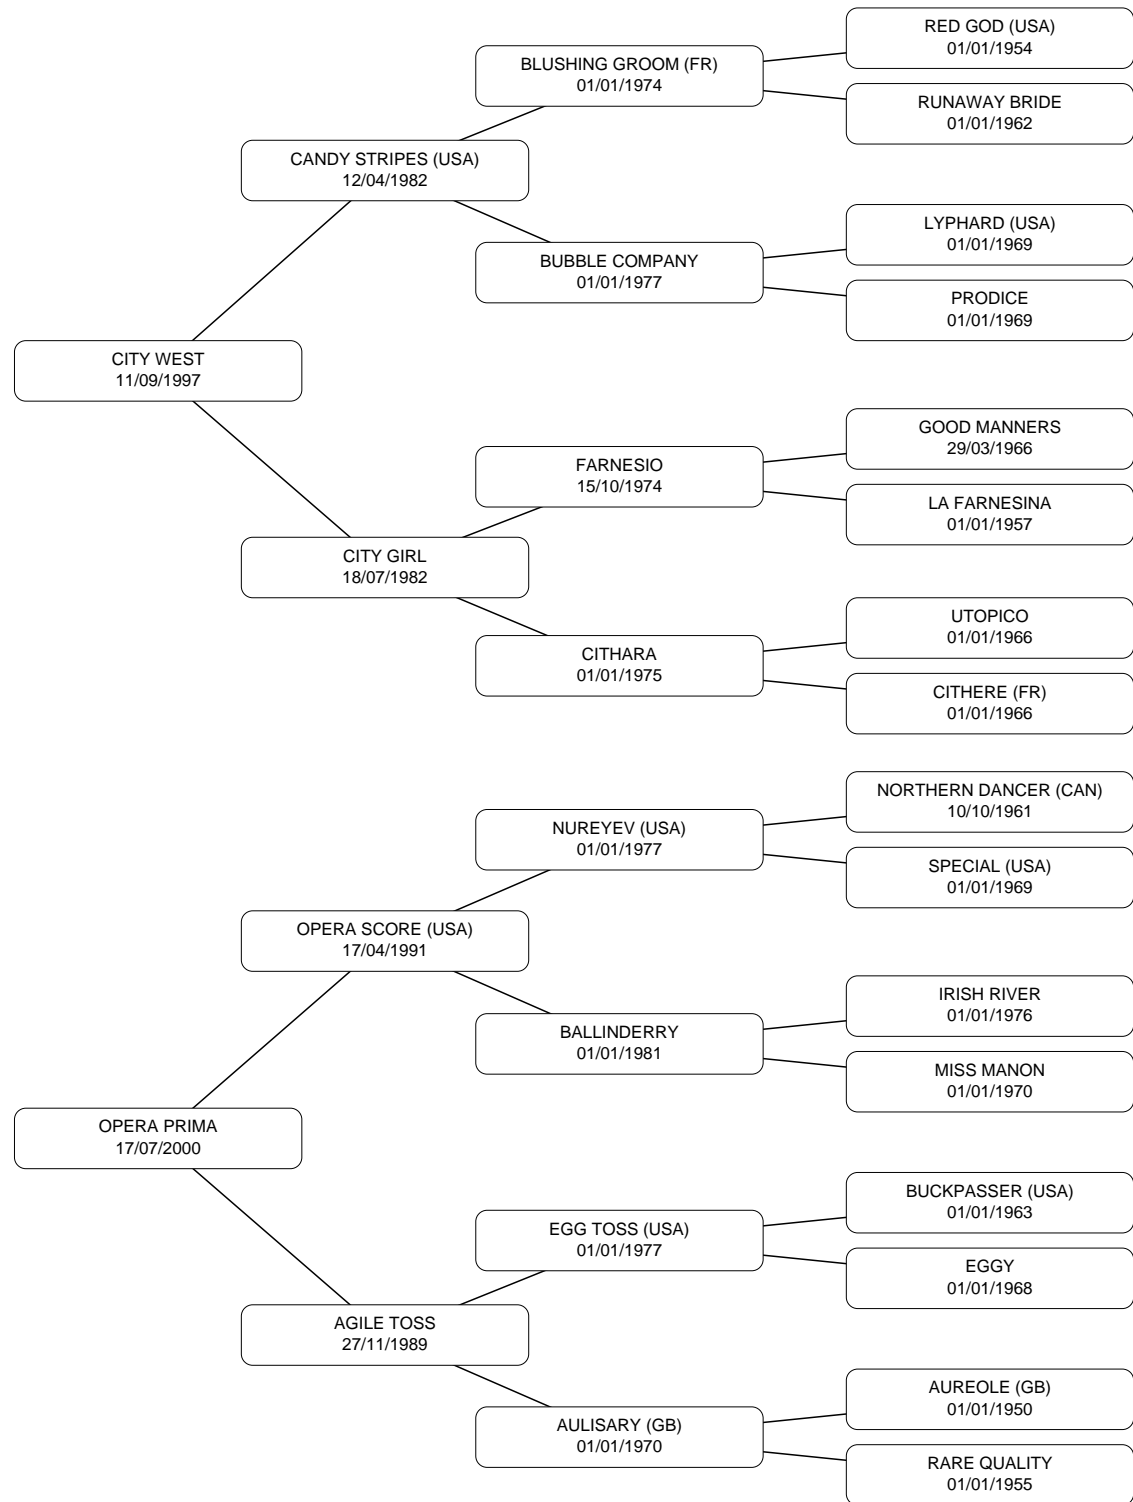 RED GOD (USA)
01/01/1954
BLUSHING GROOM (FR)
01/01/1974
RUNAWAY BRIDE
01/01/1962
CANDY STRIPES (USA)
12/04/1982
LYPHARD (USA)
01/01/1969
BUBBLE COMPANY
01/01/1977
PRODICE
01/01/1969
CITY WEST
11/09/1997
GOOD MANNERS
29/03/1966
FARNESIO
15/10/1974
LA FARNESINA
01/01/1957
CITY GIRL
18/07/1982
UTOPICO
01/01/1966
CITHARA
01/01/1975
CITHERE (FR)
01/01/1966
NORTHERN DANCER (CAN)
10/10/1961
NUREYEV (USA)
01/01/1977
SPECIAL (USA)
01/01/1969
OPERA SCORE (USA)
17/04/1991
IRISH RIVER
01/01/1976
BALLINDERRY
01/01/1981
MISS MANON
01/01/1970
OPERA PRIMA
17/07/2000
BUCKPASSER (USA)
01/01/1963
EGG TOSS (USA)
01/01/1977
EGGY
01/01/1968
AGILE TOSS
27/11/1989
AUREOLE (GB)
01/01/1950
AULISARY (GB)
01/01/1970
RARE QUALITY
01/01/1955